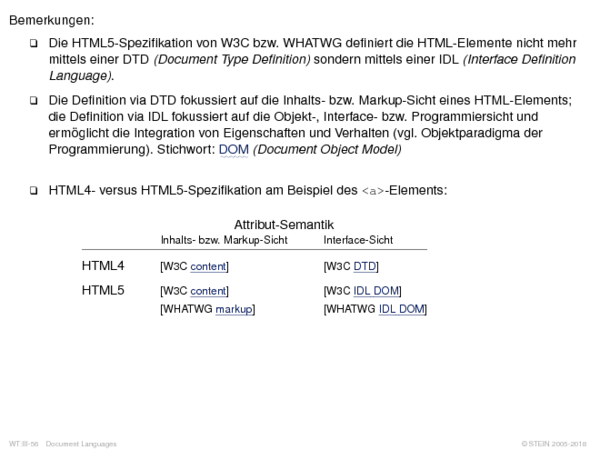 Bemerkungen:
❑ Die HTML5-Spezifikation von W3C bzw. WHATWG definiert die HTML-Elemente nicht mehr
mittels einer DTD (Document Type Definition) sondern mittels einer IDL (Interface Definition
Language).
❑ Die Definition via DTD fokussiert auf die Inhalts- bzw. Markup-Sicht eines HTML-Elements;
die Definition via IDL fokussiert auf die Objekt-, Interface- bzw. Programmiersicht und
ermöglicht die Integration von Eigenschaften und Verhalten (vgl. Objektparadigma der
Programmierung). Stichwort: DOM (Document Object Model)
❑ HTML4- versus HTML5-Spezifikation am Beispiel des <a>-Elements:
Attribut-Semantik
Inhalts- bzw. Markup-Sicht Interface-Sicht
HTML4 [W3C content] [W3C DTD]
HTML5 [W3C content] [W3C IDL DOM]
[WHATWG markup] [WHATWG IDL DOM]
WT:III-56 Document Languages © STEIN 2005-2018